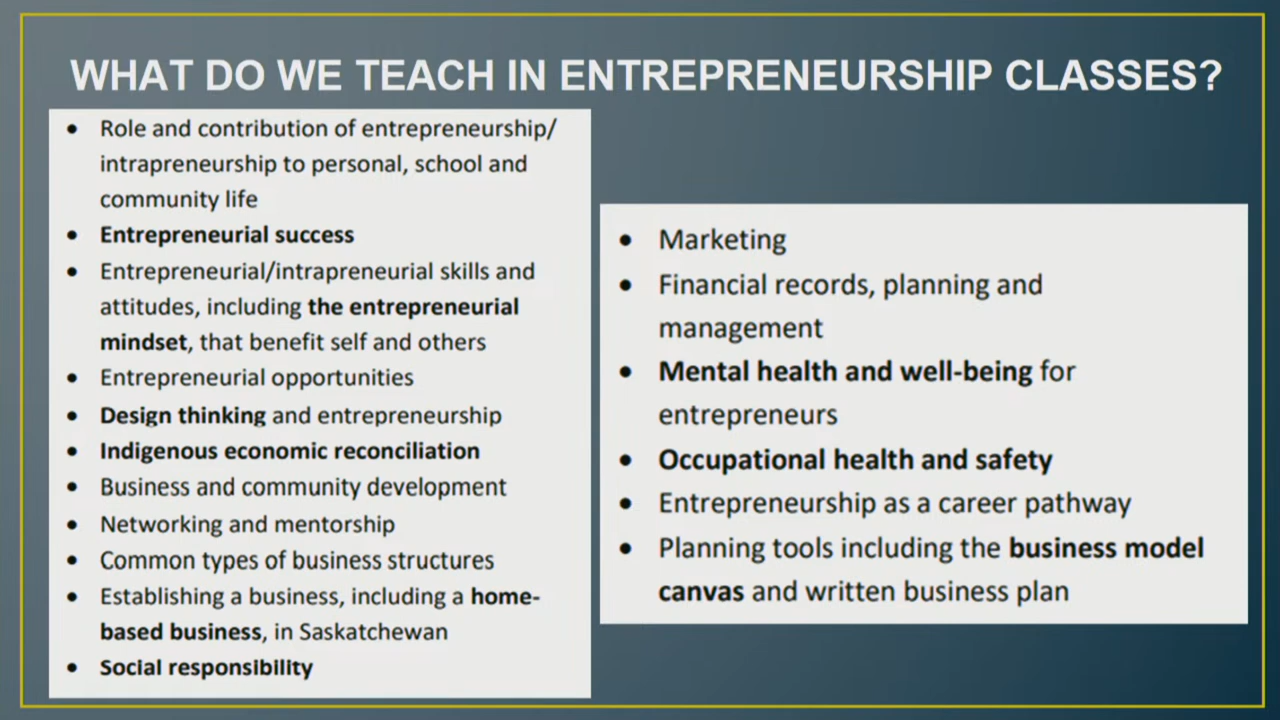 WHAT DO WE TEACH IN ENTREPRENEURSHIP CLASSES?
• Role and contribution of entrepreneurship/
intrapreneurship to personal, school and
community life
• Entrepreneurial success
• Entrepreneurial/intrapreneurial skills and
attitudes, including the entrepreneurial
mindset, that benefit self and others
• Entrepreneurial opportunities
• Design thinking and entrepreneurship
• Indigenous economic reconciliation
• Business and community development
• Networking and mentorship
• Common types of business structures
• Establishing a business, including a home-
based business, in Saskatchewan
• Social responsibility
• Marketing
• Financial records, planning and
management
• Mental health and well-being for
entrepreneurs
• Occupational health and safety
• Entrepreneurship as a career pathway
• Planning tools including the business model
canvas and written business plan